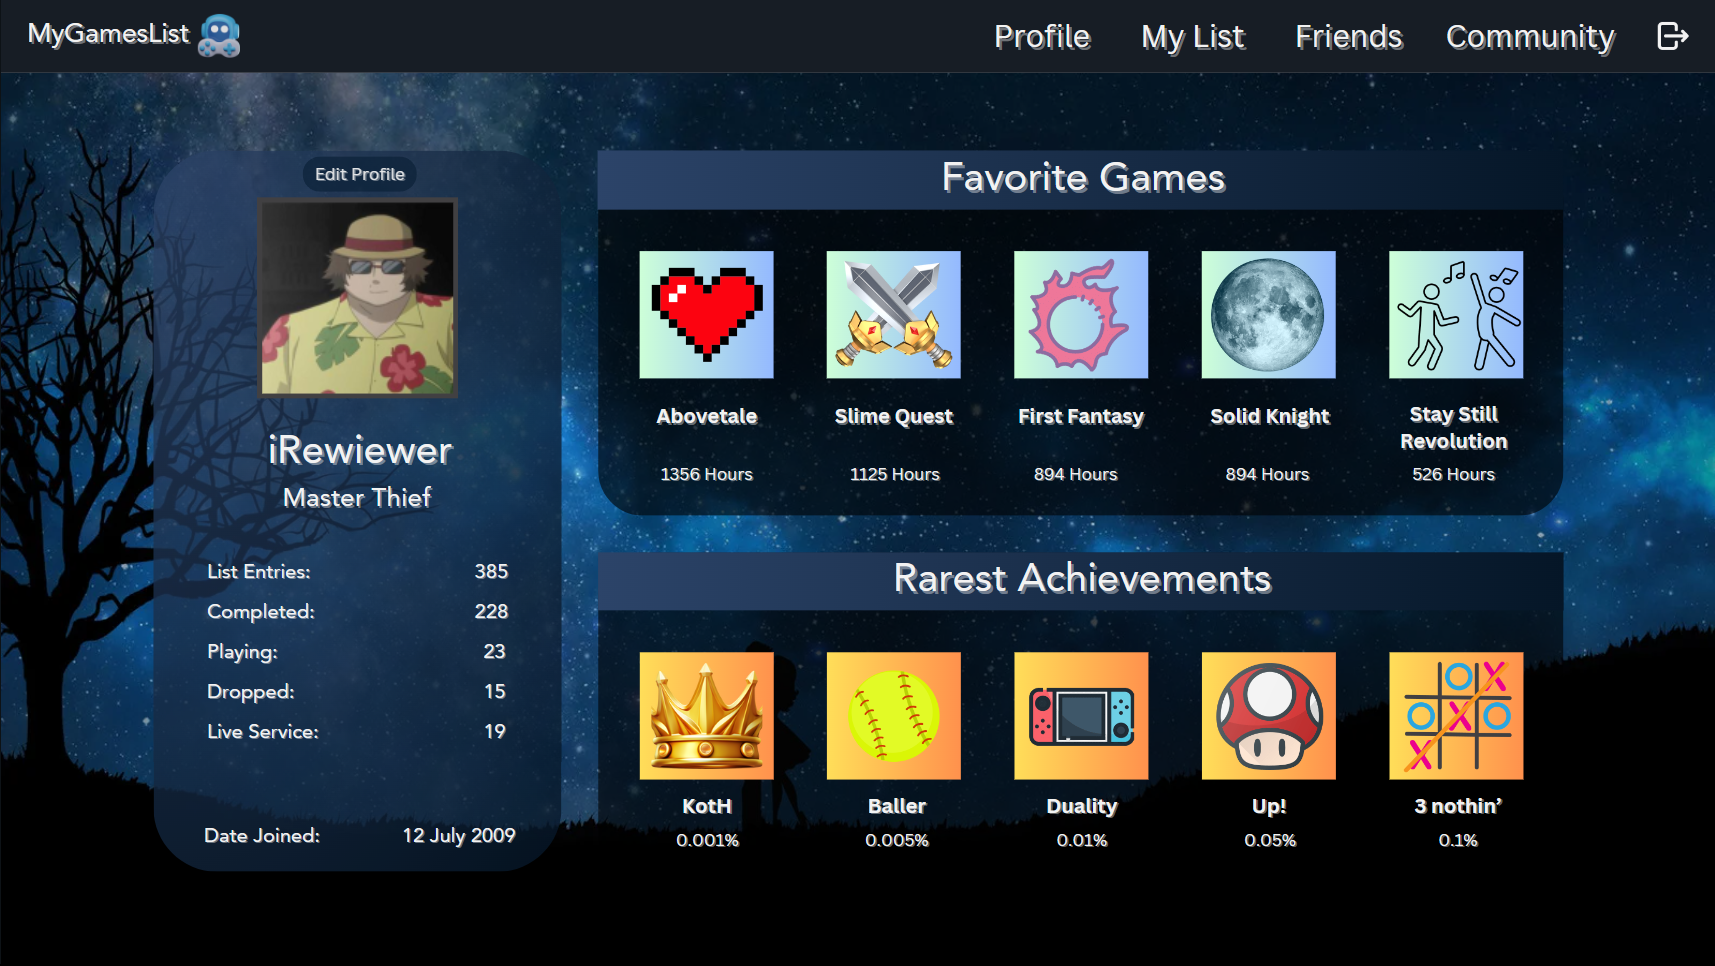 MyGamesList
Profile
My List
Friends
Community
Edit Profile
iRewiewer
Master Thief
List Entries: 385
Completed: 228
Playing: 23
Dropped: 15
Live Service: 19
Date Joined: 12 July 2009
Favorite Games
Abovetale
1356 Hours
Slime Quest
1125 Hours
First Fantasy
894 Hours
Solid Knight
894 Hours
Stay Still
Revolution
526 Hours
Rarest Achievements
KotH
0.001%
Baller
0.005%
Duality
0.01%
Up!
0.05%
3 nothin’
0.1%